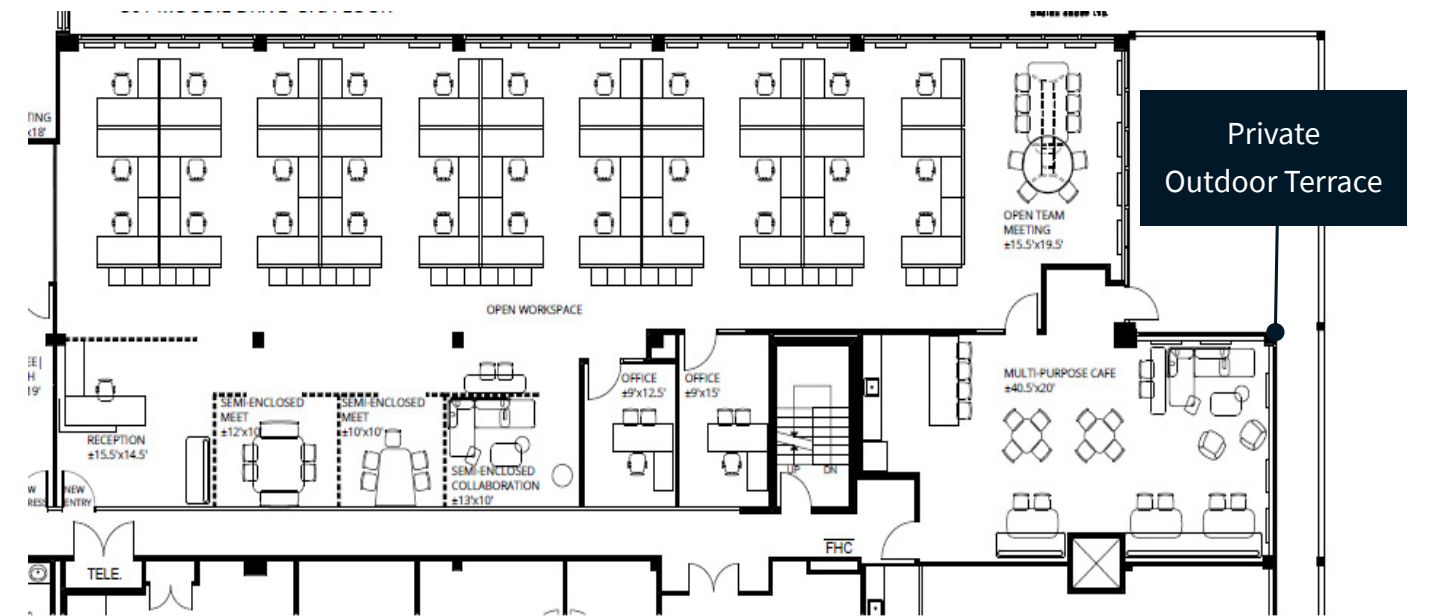 Private
Outdoor Terrace
TING
x18'
OPEN TEAM
MEETING
±15.5'x19.5'
OPEN WORKSPACE
OFFICE
±9'x12.5'
OFFICE
±9'x15'
MULTI-PURPOSE CAFE
±40.5'x20'
SEMI-ENCLOSED
MEET
±12'x10'
SEMI-ENCLOSED
MEET
±10'x10'
RECEPTION
±15.5'x14.5'
SEMI-ENCLOSED
COLLABORATION
±13'x10'
UP
DN
NEW
ENTRY
FHC
TELE.